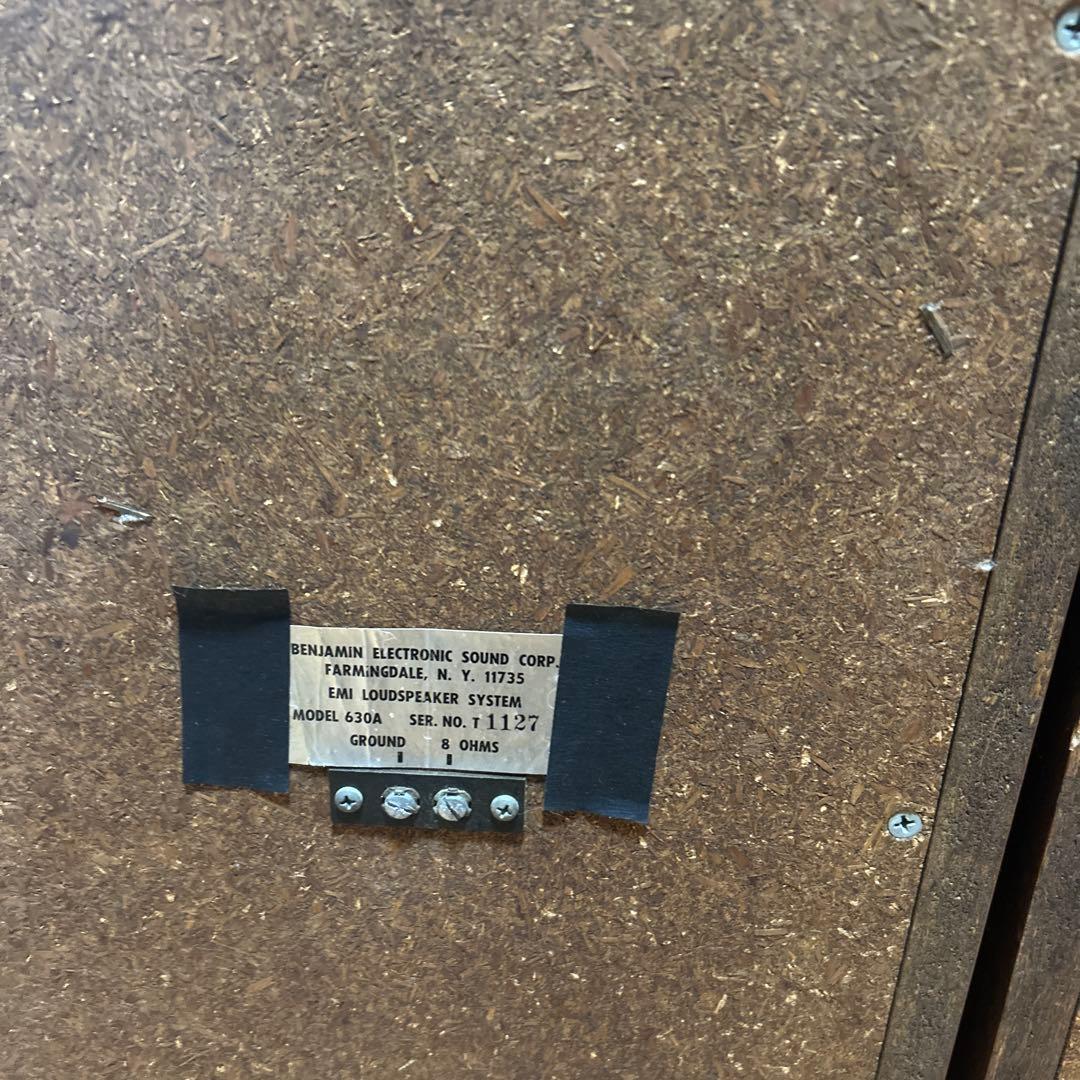 BENJAMIN ELECTRONIC SOUND CORP.
FARMINGDALE, N. Y. 11735
EMI LOUDSPEAKER SYSTEM
MODEL 630A SER. NO. T 1127
GROUND 8 OHMS